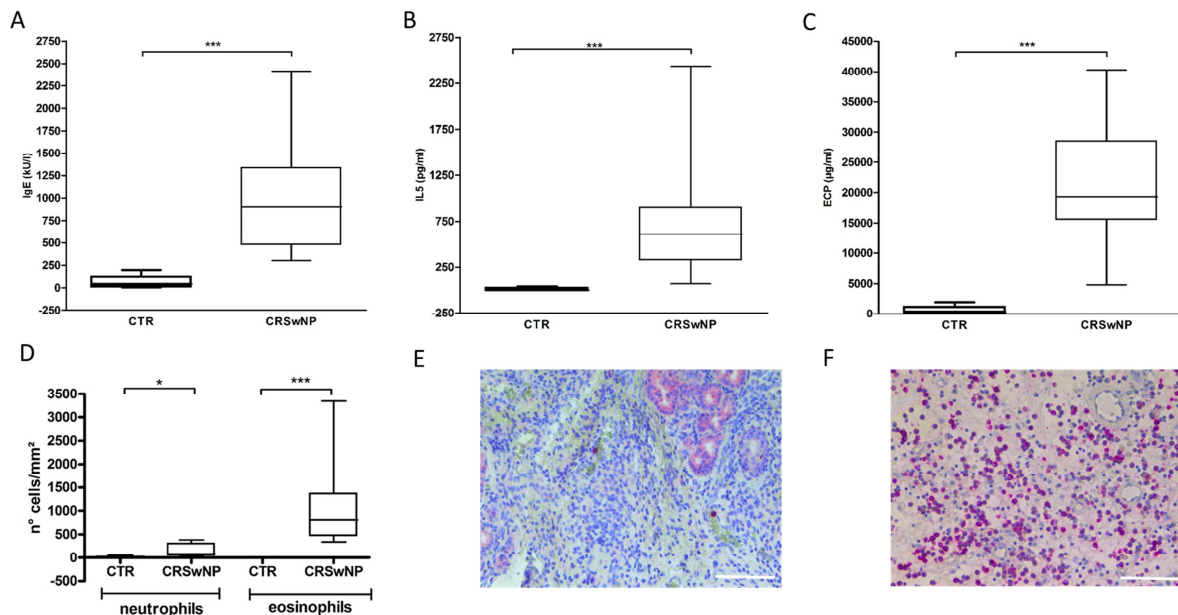 A
2750
2500
2250
2000
1750
1500
1250
1000
750
500
250
0
-250
IgE (kU/l)
***
CTR
CRSwNP
B
2750
2250
1750
1250
750
250
-250
IL5 (pg/ml)
***
CTR
CRSwNP
C
45000
40000
35000
30000
25000
20000
15000
10000
5000
0
ECP (µg/ml)
***
CTR
CRSwNP
D
3500
3000
2500
2000
1500
1000
500
0
-500
n° cells/mm²
*
***
CTR
CRSwNP
CTR
CRSwNP
neutrophils
eosinophils
E
F